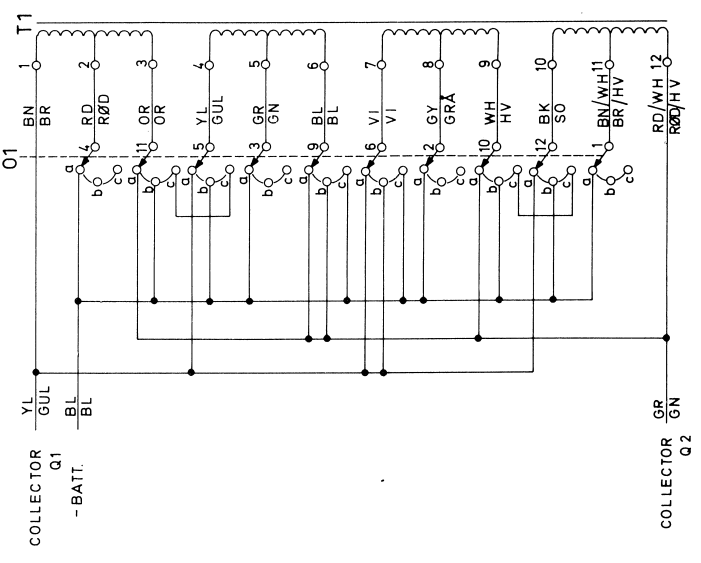 T1
1
2
3
4
5
6
7
8
9
10
11
12
BN
BR
RD
RØD
OR
OR
YL
GUL
GR
GN
BL
BL
VI
VI
GY
GRA
WH
HV
BK
SO
BN/WH
BR/HV
RD/WH
RØD/HV
O1
4
11
5
3
9
6
2
10
12
1
a
b
c
a
b
c
a
b
c
a
b
c
a
b
c
a
b
c
a
b
c
a
b
c
a
b
c
a
b
c
YL
GUL
BL
BL
GR
GN
COLLECTOR
Q1
-BATT.
COLLECTOR
Q2